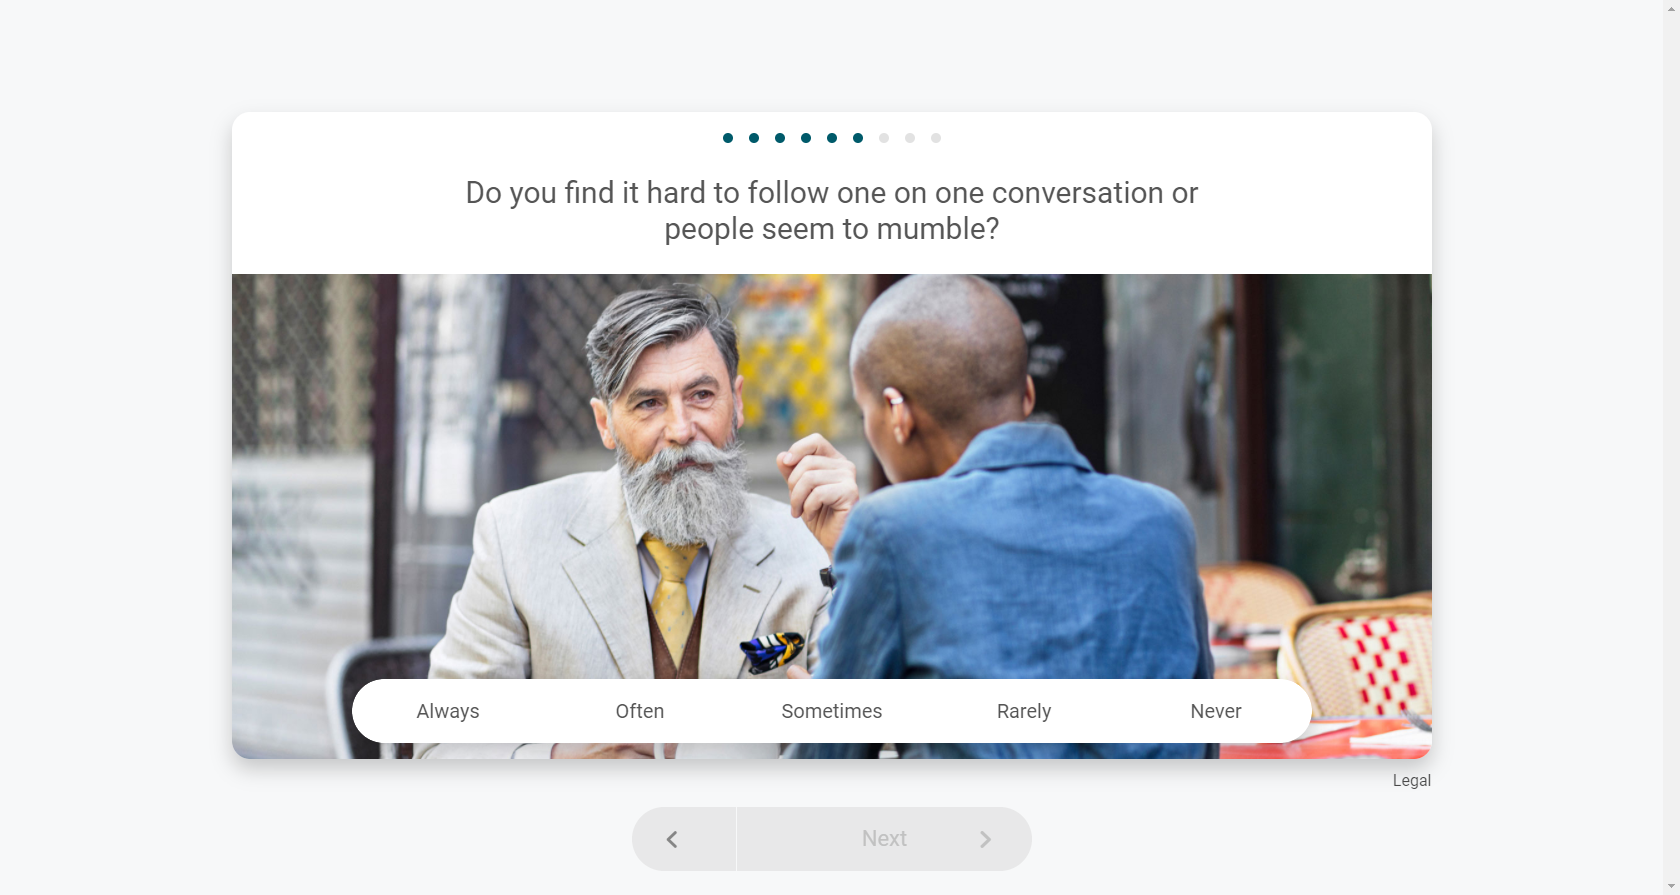 Do you find it hard to follow one on one conversation or
people seem to mumble?
Always Often Sometimes Rarely Never
Legal
Next